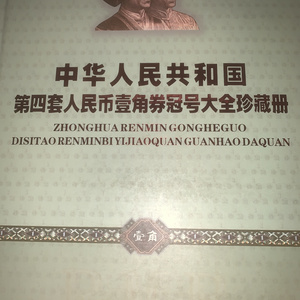 中华人民共和国
第四套人民币壹角券冠号大全珍藏册
ZHONGHUA RENMIN GONGHEGUO
DISITAO RENMINBI YIJIAOQUAN GUANHAO DAQUAN
壹角